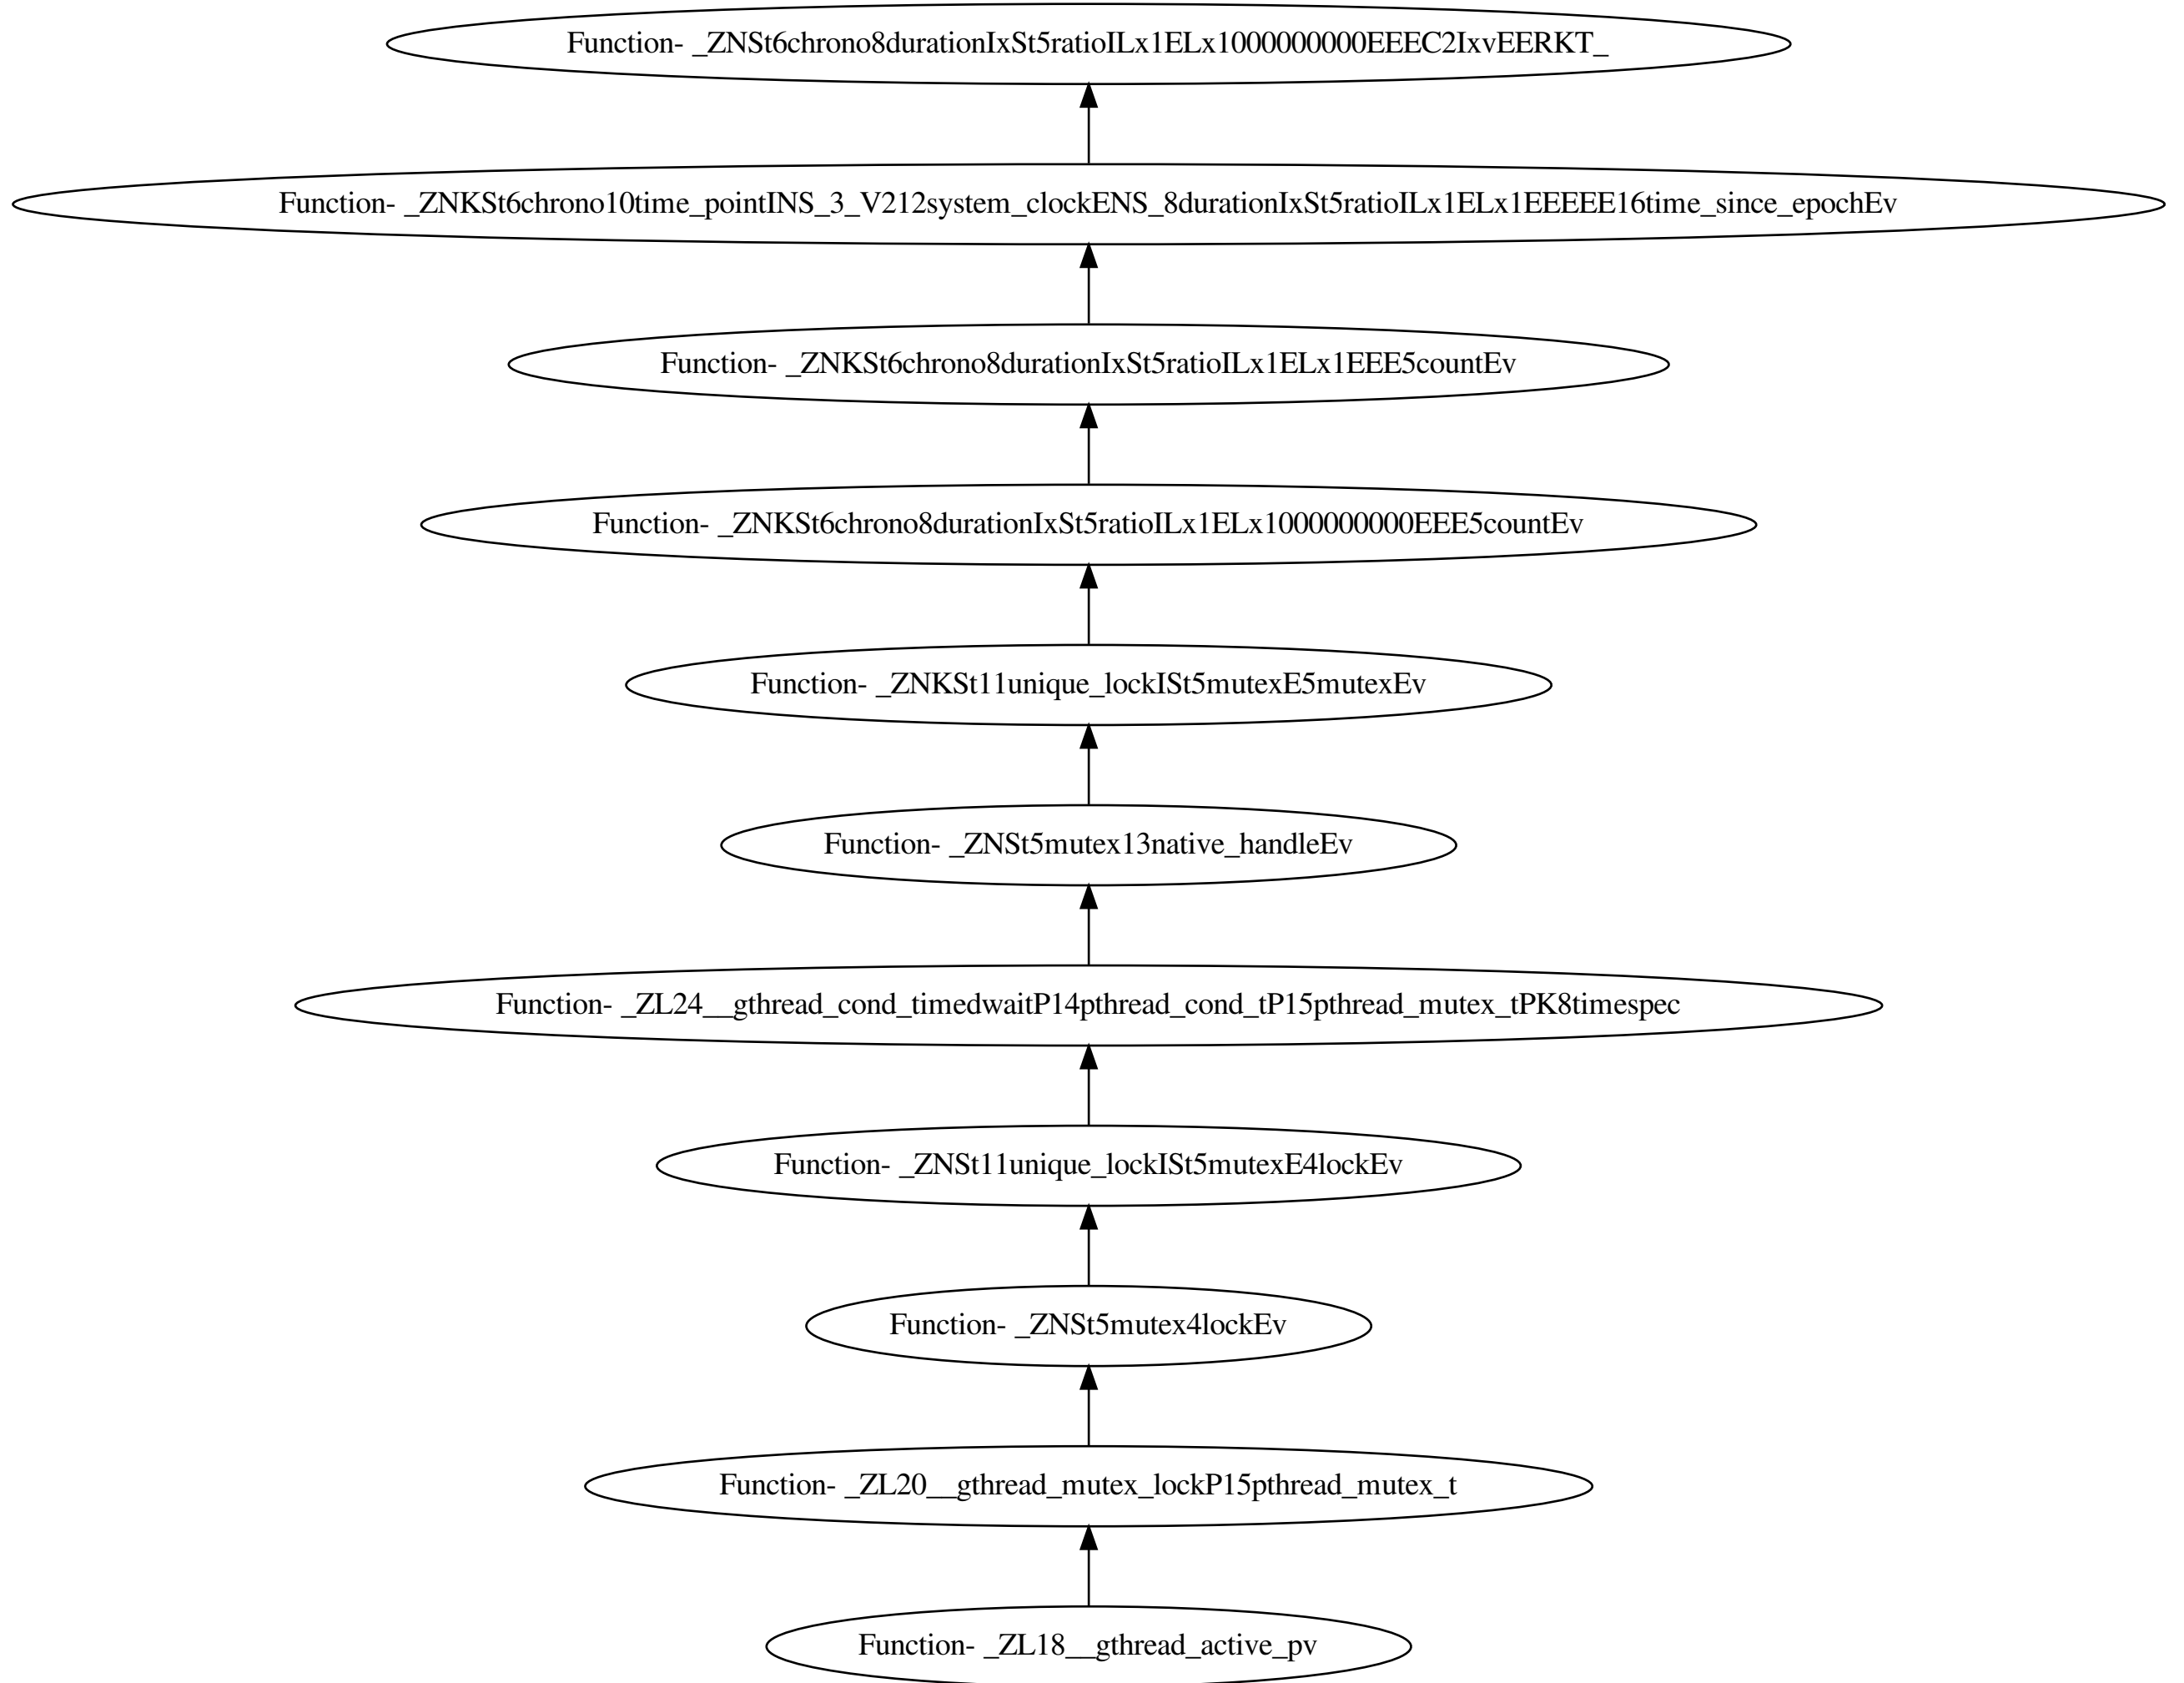 Function- _ZNSt6chrono8durationIxSt5ratioILx1ELx1000000000EEEC2IxvEERKT_
Function- _ZNKSt6chrono10time_pointINS_3_V212system_clockENS_8durationIxSt5ratioILx1ELx1EEEEE16time_since_epochEv
Function- _ZNKSt6chrono8durationIxSt5ratioILx1ELx1EEE5countEv
Function- _ZNKSt6chrono8durationIxSt5ratioILx1ELx1000000000EEE5countEv
Function- _ZNKSt11unique_lockISt5mutexE5mutexEv
Function- _ZNSt5mutex13native_handleEv
Function- _ZL24__gthread_cond_timedwaitP14pthread_cond_tP15pthread_mutex_tPK8timespec
Function- _ZNSt11unique_lockISt5mutexE4lockEv
Function- _ZNSt5mutex4lockEv
Function- _ZL20__gthread_mutex_lockP15pthread_mutex_t
Function- _ZL18__gthread_active_pv